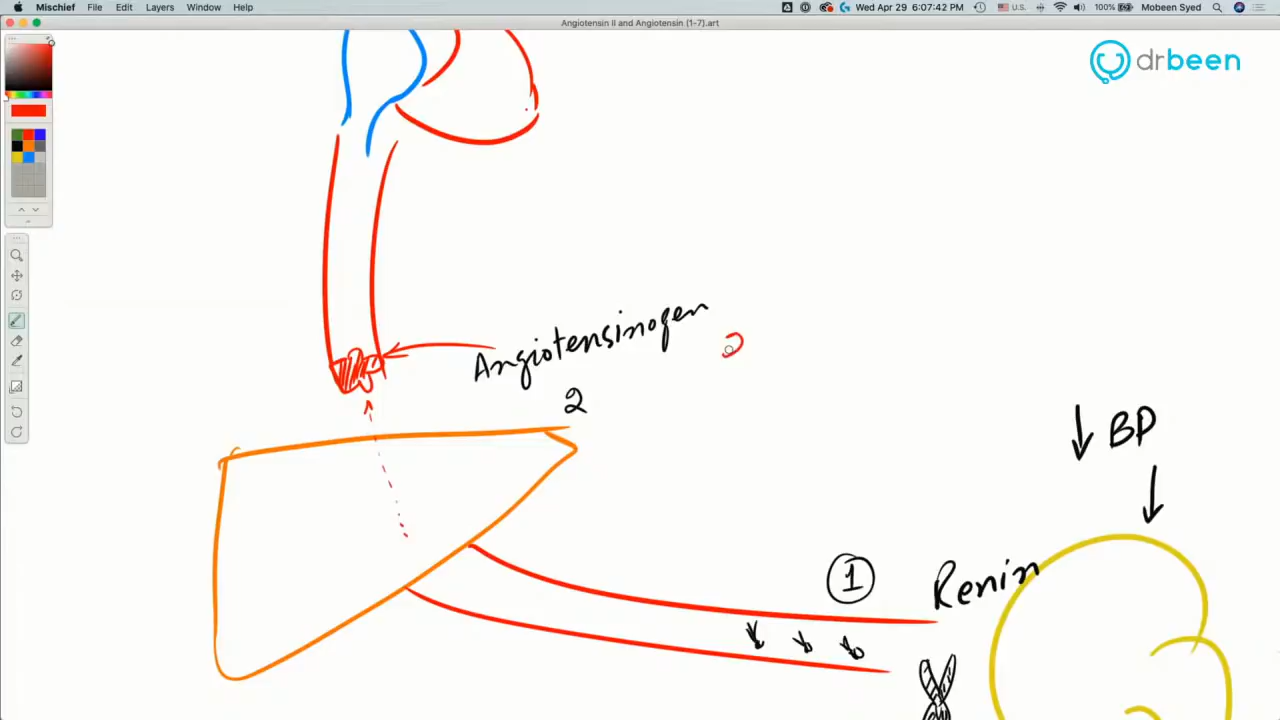 Mischief File Edit Layers Window Help
U.S. 100% Wed Apr 29 6:07:42 PM Mobeen Syed
Angiotensin II and Angiotensin (1-7).art
drbeen
Angiotensinogen
2
↓ BP
↓
1 Renin